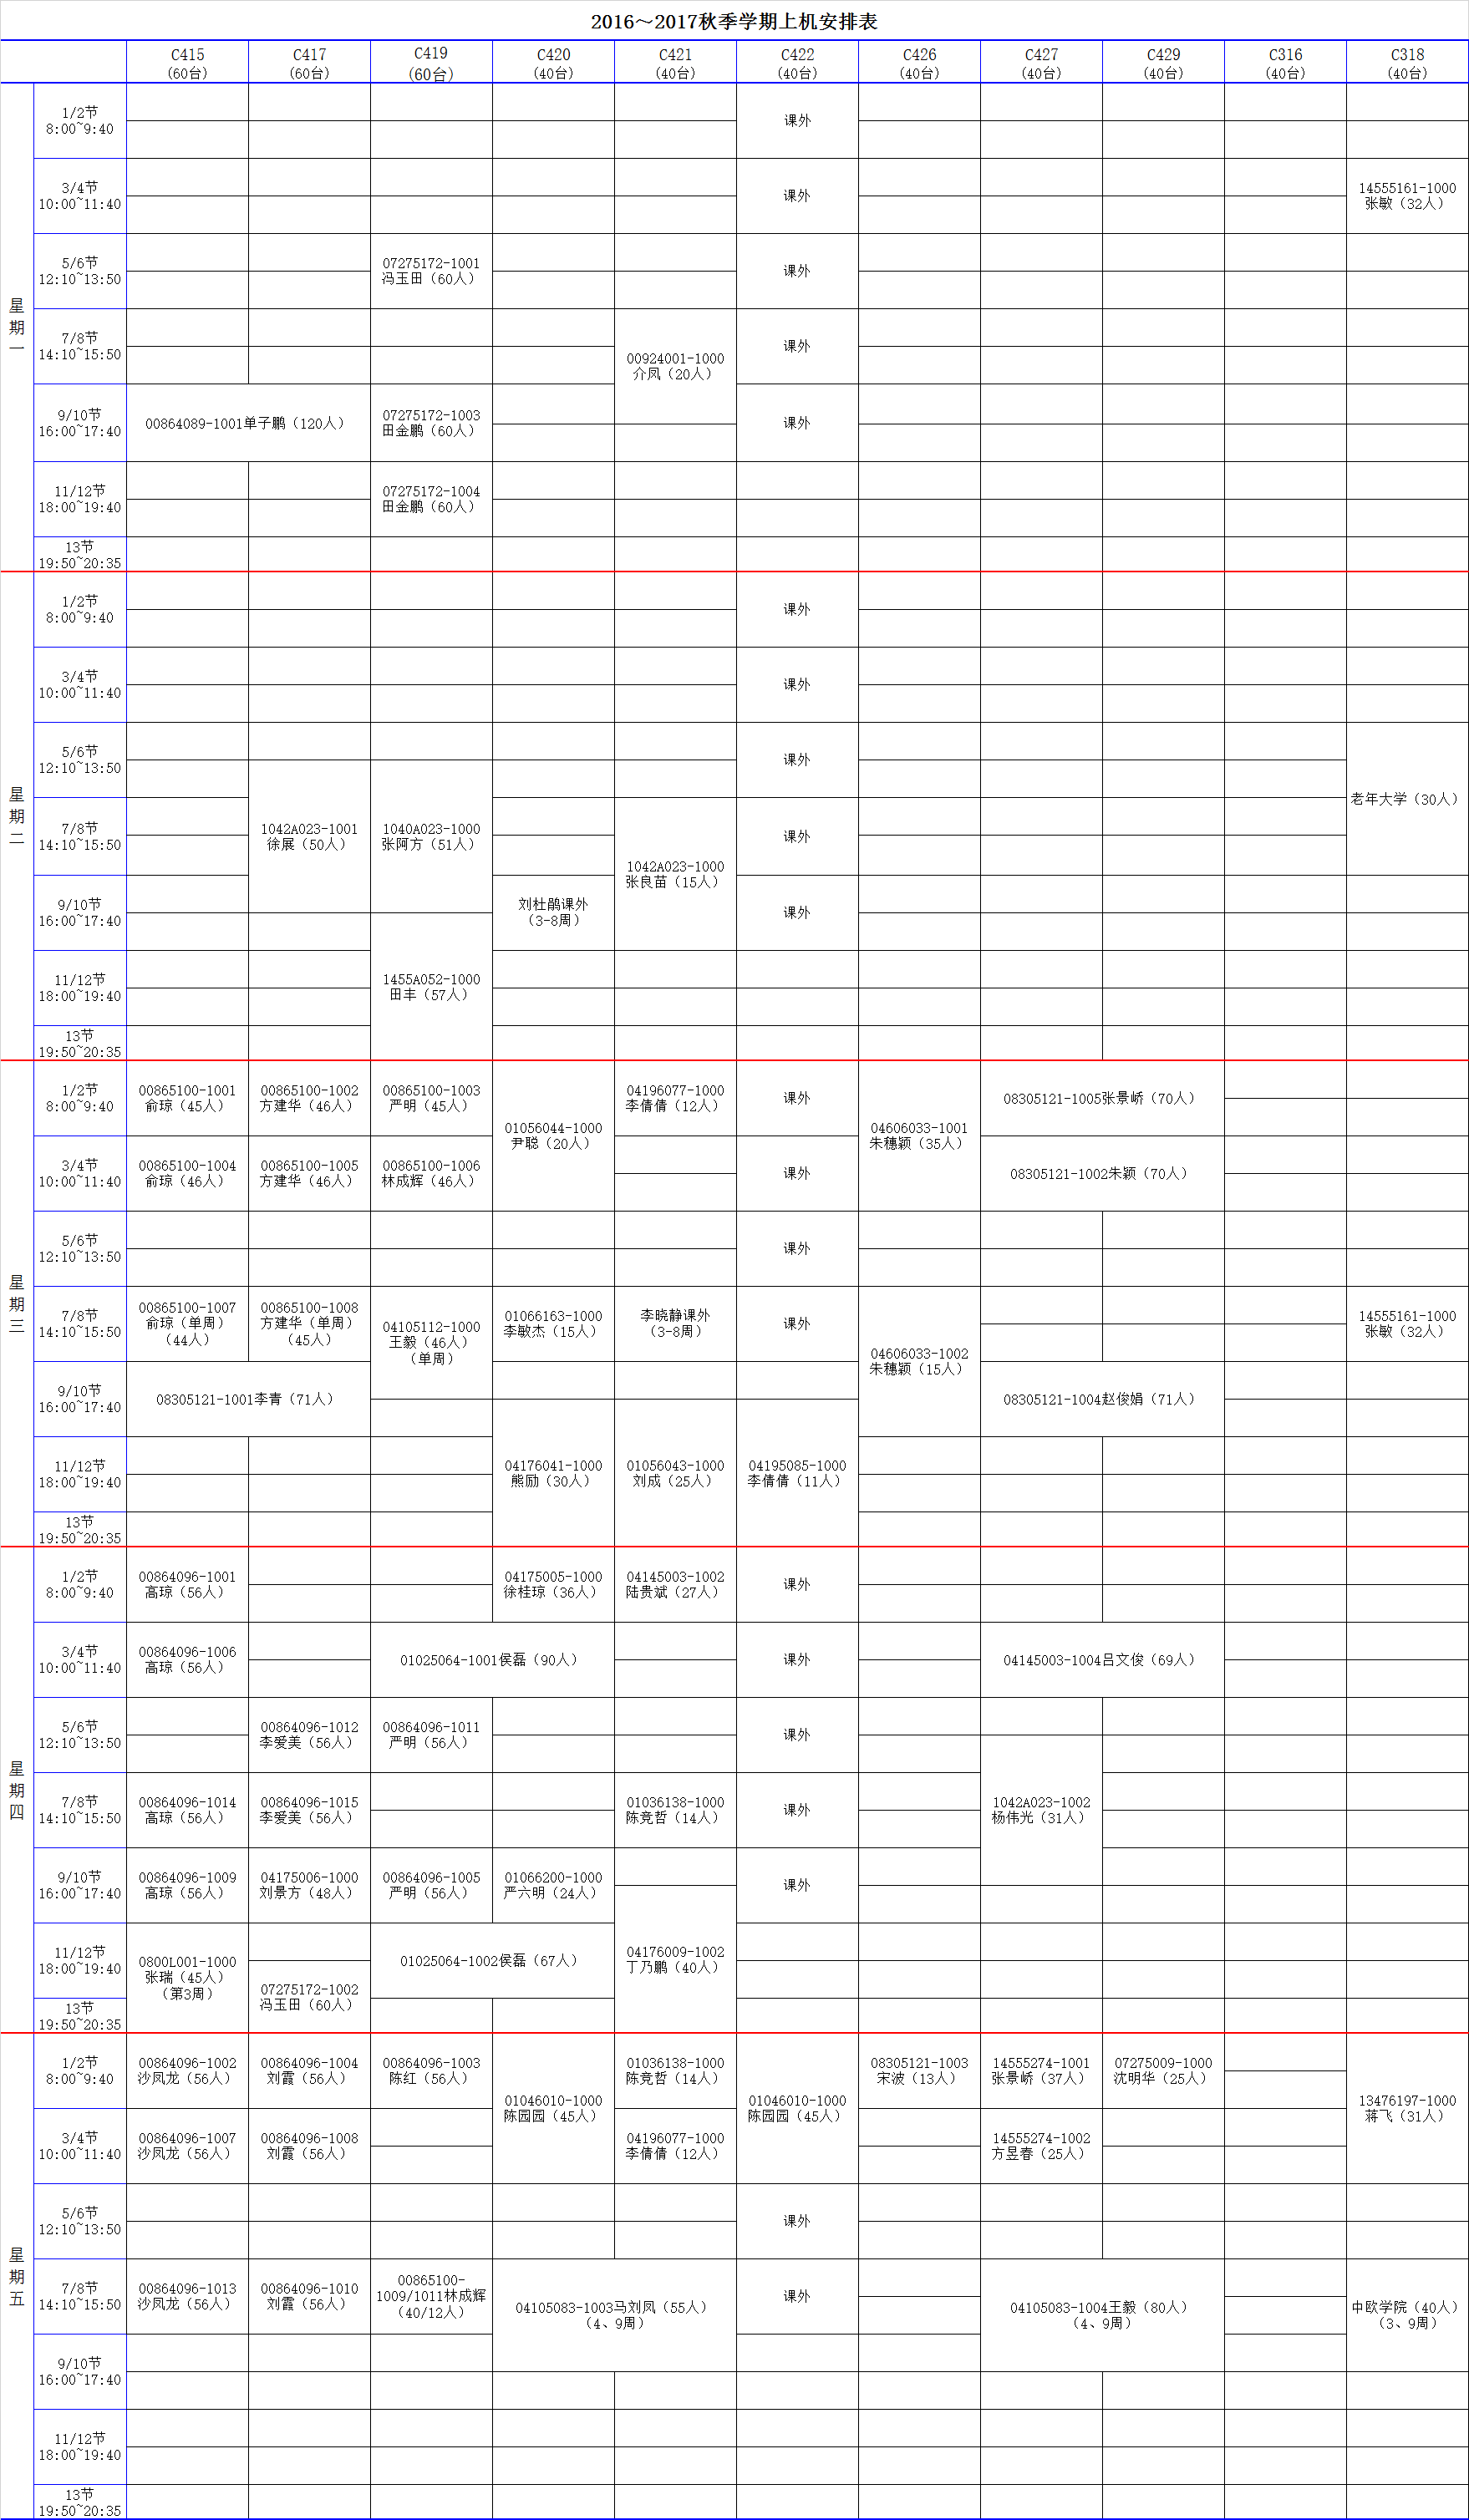 2016～2017秋季学期上机安排表
C415
(60台)
C417
(60台)
C419
(60台)
C420
(40台)
C421
(40台)
C422
(40台)
C426
(40台)
C427
(40台)
C429
(40台)
C316
(40台)
C318
(40台)
星
期
一
1/2节
8:00~9:40
课外
3/4节
10:00~11:40
课外
14555161-1000
张敏（32人）
5/6节
12:10~13:50
07275172-1001
冯玉田（60人）
课外
7/8节
14:10~15:50
00924001-1000
介凤（20人）
课外
9/10节
16:00~17:40
00864089-1001单子鹏（120人）
07275172-1003
田金鹏（60人）
课外
11/12节
18:00~19:40
07275172-1004
田金鹏（60人）
13节
19:50~20:35
星
期
二
1/2节
8:00~9:40
课外
3/4节
10:00~11:40
课外
5/6节
12:10~13:50
课外
老年大学（30人）
7/8节
14:10~15:50
1042A023-1001
徐展（50人）
1040A023-1000
张阿方（51人）
1042A023-1000
张良苗（15人）
课外
9/10节
16:00~17:40
刘杜鹃课外
（3-8周）
课外
11/12节
18:00~19:40
1455A052-1000
田丰（57人）
13节
19:50~20:35
星
期
三
1/2节
8:00~9:40
00865100-1001
俞琼（45人）
00865100-1002
方建华（46人）
00865100-1003
严明（45人）
01056044-1000
尹聪（20人）
04196077-1000
李倩倩（12人）
课外
04606033-1001
朱穗颖（35人）
08305121-1005张景峤（70人）
3/4节
10:00~11:40
00865100-1004
俞琼（46人）
00865100-1005
方建华（46人）
00865100-1006
林成辉（46人）
课外
08305121-1002朱颖（70人）
5/6节
12:10~13:50
课外
7/8节
14:10~15:50
00865100-1007
俞琼（单周）
（44人）
00865100-1008
方建华（单周）
（45人）
04105112-1000
王毅（46人）
（单周）
01066163-1000
李敏杰（15人）
李晓静课外
（3-8周）
课外
04606033-1002
朱穗颖（15人）
14555161-1000
张敏（32人）
9/10节
16:00~17:40
08305121-1001李青（71人）
08305121-1004赵俊娟（71人）
11/12节
18:00~19:40
04176041-1000
熊励（30人）
01056043-1000
刘成（25人）
04195085-1000
李倩倩（11人）
13节
19:50~20:35
星
期
四
1/2节
8:00~9:40
00864096-1001
高琼（56人）
04175005-1000
徐桂琼（36人）
04145003-1002
陆贵斌（27人）
课外
3/4节
10:00~11:40
00864096-1006
高琼（56人）
01025064-1001侯磊（90人）
课外
04145003-1004吕文俊（69人）
5/6节
12:10~13:50
00864096-1012
李爱美（56人）
00864096-1011
严明（56人）
课外
7/8节
14:10~15:50
00864096-1014
高琼（56人）
00864096-1015
李爱美（56人）
01036138-1000
陈竞哲（14人）
课外
1042A023-1002
杨伟光（31人）
9/10节
16:00~17:40
00864096-1009
高琼（56人）
04175006-1000
刘景方（48人）
00864096-1005
严明（56人）
01066200-1000
严六明（24人）
课外
11/12节
18:00~19:40
0800L001-1000
张瑞（45人）
（第3周）
07275172-1002
冯玉田（60人）
01025064-1002侯磊（67人）
04176009-1002
丁乃鹏（40人）
13节
19:50~20:35
星
期
五
1/2节
8:00~9:40
00864096-1002
沙凤龙（56人）
00864096-1004
刘霞（56人）
00864096-1003
陈红（56人）
01046010-1000
陈园园（45人）
01036138-1000
陈竞哲（14人）
01046010-1000
陈园园（45人）
08305121-1003
宋波（13人）
14555274-1001
张景峤（37人）
07275009-1000
沈明华（25人）
13476197-1000
蒋飞（31人）
3/4节
10:00~11:40
00864096-1007
沙凤龙（56人）
00864096-1008
刘霞（56人）
04196077-1000
李倩倩（12人）
14555274-1002
方昱春（25人）
5/6节
12:10~13:50
课外
7/8节
14:10~15:50
00864096-1013
沙凤龙（56人）
00864096-1010
刘霞（56人）
00865100-
1009/1011林成辉
（40/12人）
04105083-1003马刘凤（55人）
（4、9周）
课外
04105083-1004王毅（80人）
（4、9周）
中欧学院（40人）
（3、9周）
9/10节
16:00~17:40
11/12节
18:00~19:40
13节
19:50~20:35